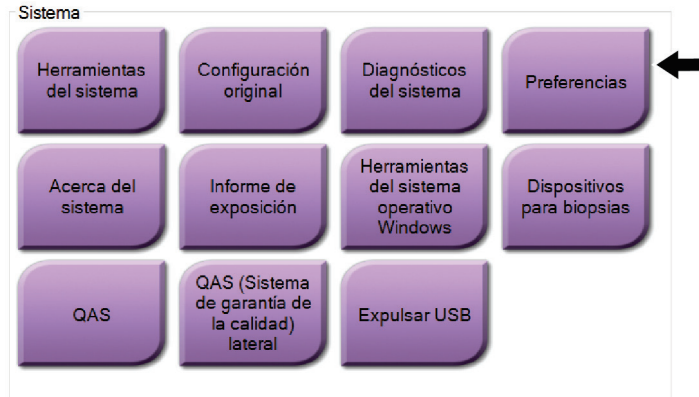 Sistema
Herramientas
del sistema
Configuración
original
Diagnósticos
del sistema
Preferencias
Acerca del
sistema
Informe de
exposición
Herramientas
del sistema
operativo
Windows
Dispositivos
para biopsias
QAS
QAS (Sistema
de garantía de
la calidad)
lateral
Expulsar USB